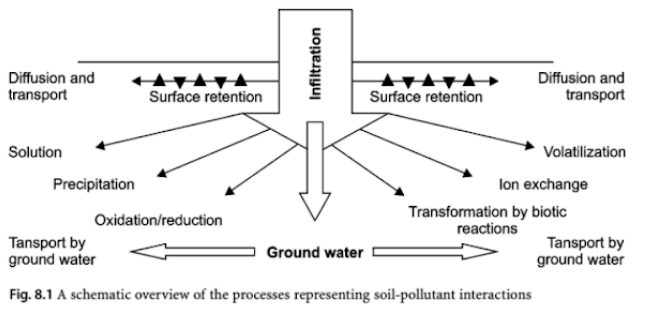 Infiltration
Diffusion and
transport
Surface retention
Surface retention
Diffusion and
transport
Solution
Volatilization
Precipitation
Ion exchange
Oxidation/reduction
Transformation by biotic
reactions
Tansport by
ground water
Ground water
Tansport by
ground water
Fig. 8.1 A schematic overview of the processes representing soil-pollutant interactions